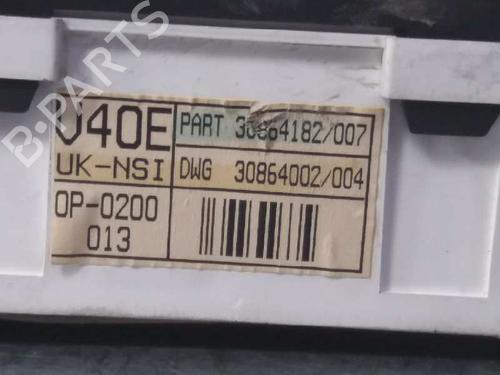 B-PARTS
V40E
PART 30864182/007
UK-NSI
DWG 30864002/004
OP-0200
013